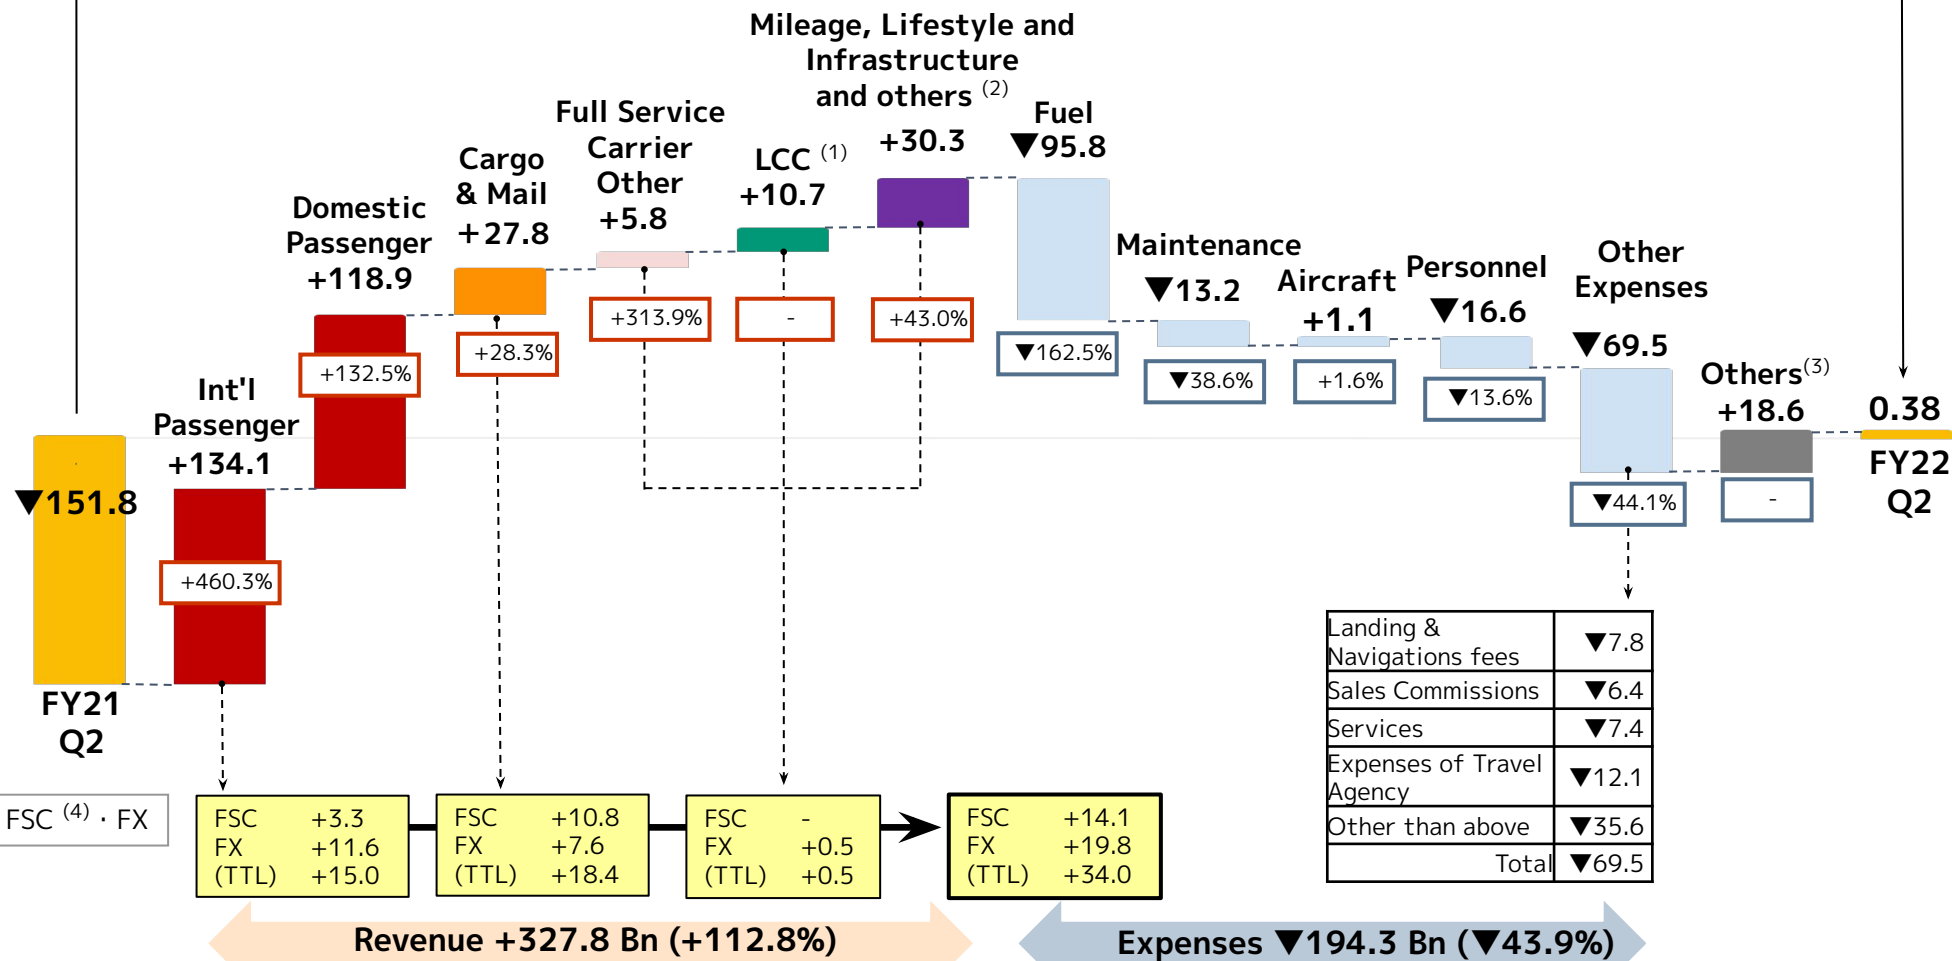 Mileage, Lifestyle and
Infrastructure
and others (2)
+30.3
Fuel
▼95.8
Full Service
Carrier
Other
+5.8
LCC (1)
+10.7
Cargo
& Mail
+27.8
Domestic
Passenger
+118.9
Int'l
Passenger
+134.1
Maintenance
▼13.2
Aircraft
+1.1
Personnel
▼16.6
Other
Expenses
▼69.5
Others(3)
+18.6
0.38
FY22
Q2
▼151.8
FY21
Q2
+460.3%
+132.5%
+28.3%
+313.9%
-
+43.0%
▼162.5%
▼38.6%
+1.6%
▼13.6%
▼44.1%
-
Landing &
Navigations fees ▼7.8
Sales Commissions ▼6.4
Services ▼7.4
Expenses of Travel
Agency ▼12.1
Other than above ▼35.6
Total ▼69.5
FSC (4) · FX
FSC +3.3
FX +11.6
(TTL) +15.0
FSC +10.8
FX +7.6
(TTL) +18.4
FSC -
FX +0.5
(TTL) +0.5
FSC +14.1
FX +19.8
(TTL) +34.0
Revenue +327.8 Bn (+112.8%)
Expenses ▼194.3 Bn (▼43.9%)